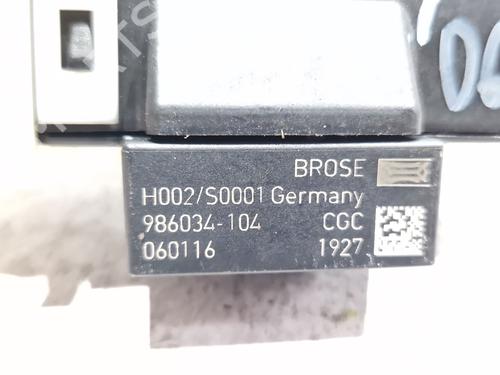 BROSE
H002/S0001 Germany
986034-104 CGC
060116 1927